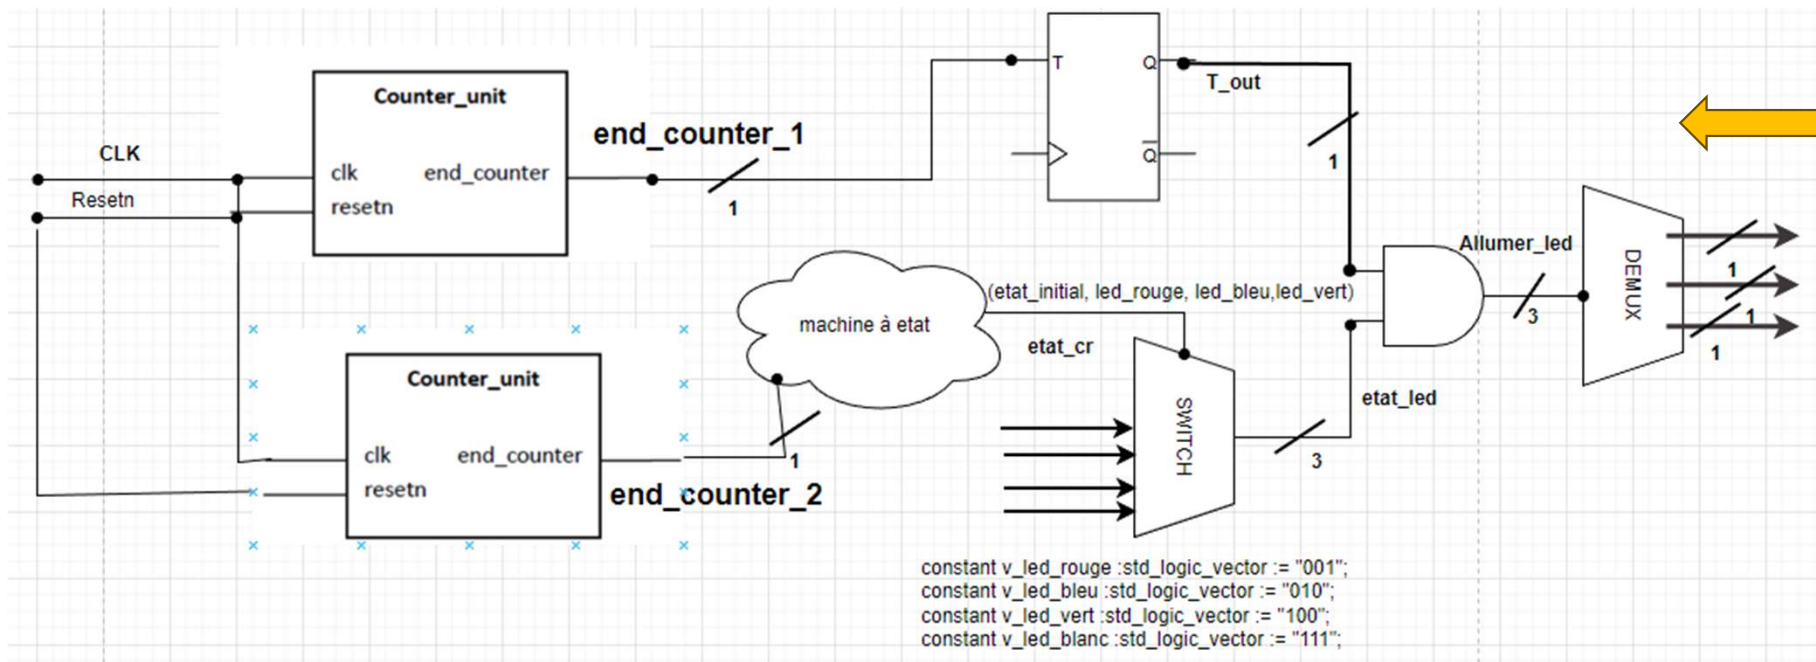 CLK
Resetn
Counter_unit
clk
end_counter
resetn
end_counter_1
1
T
Q
Q
T_out
1
machine à etat
(etat_initial, led_rouge, led_bleu,led_vert)
etat_cr
Allumer_led
3
DEMUX
1
1
1
Counter_unit
clk
end_counter
resetn
1
end_counter_2
SWITCH
3
etat_led
constant v_led_rouge :std_logic_vector := "001";
constant v_led_bleu :std_logic_vector := "010";
constant v_led_vert :std_logic_vector := "100";
constant v_led_blanc :std_logic_vector := "111";